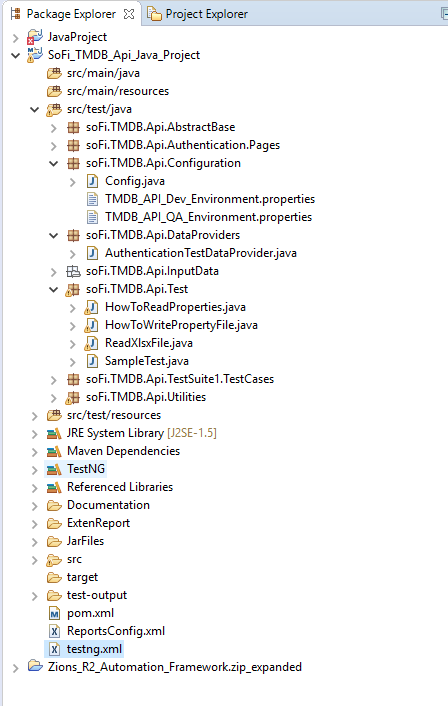 Package Explorer Project Explorer
JavaProject
SoFi_TMDB_Api_Java_Project
src/main/java
src/main/resources
src/test/java
soFi.TMDB.Api.AbstractBase
soFi.TMDB.Api.Authentication.Pages
soFi.TMDB.Api.Configuration
Config.java
TMDB_API_Dev_Environment.properties
TMDB_API_QA_Environment.properties
soFi.TMDB.Api.DataProviders
AuthenticationTestDataProvider.java
soFi.TMDB.Api.InputData
soFi.TMDB.Api.Test
HowToReadProperties.java
HowToWritePropertyFile.java
ReadXlsxFile.java
SampleTest.java
soFi.TMDB.Api.TestSuite1.TestCases
soFi.TMDB.Api.Utilities
src/test/resources
JRE System Library [J2SE-1.5]
Maven Dependencies
TestNG
Referenced Libraries
Documentation
ExtenReport
JarFiles
src
target
test-output
pom.xml
ReportsConfig.xml
testng.xml
Zions_R2_Automation_Framework.zip_expanded